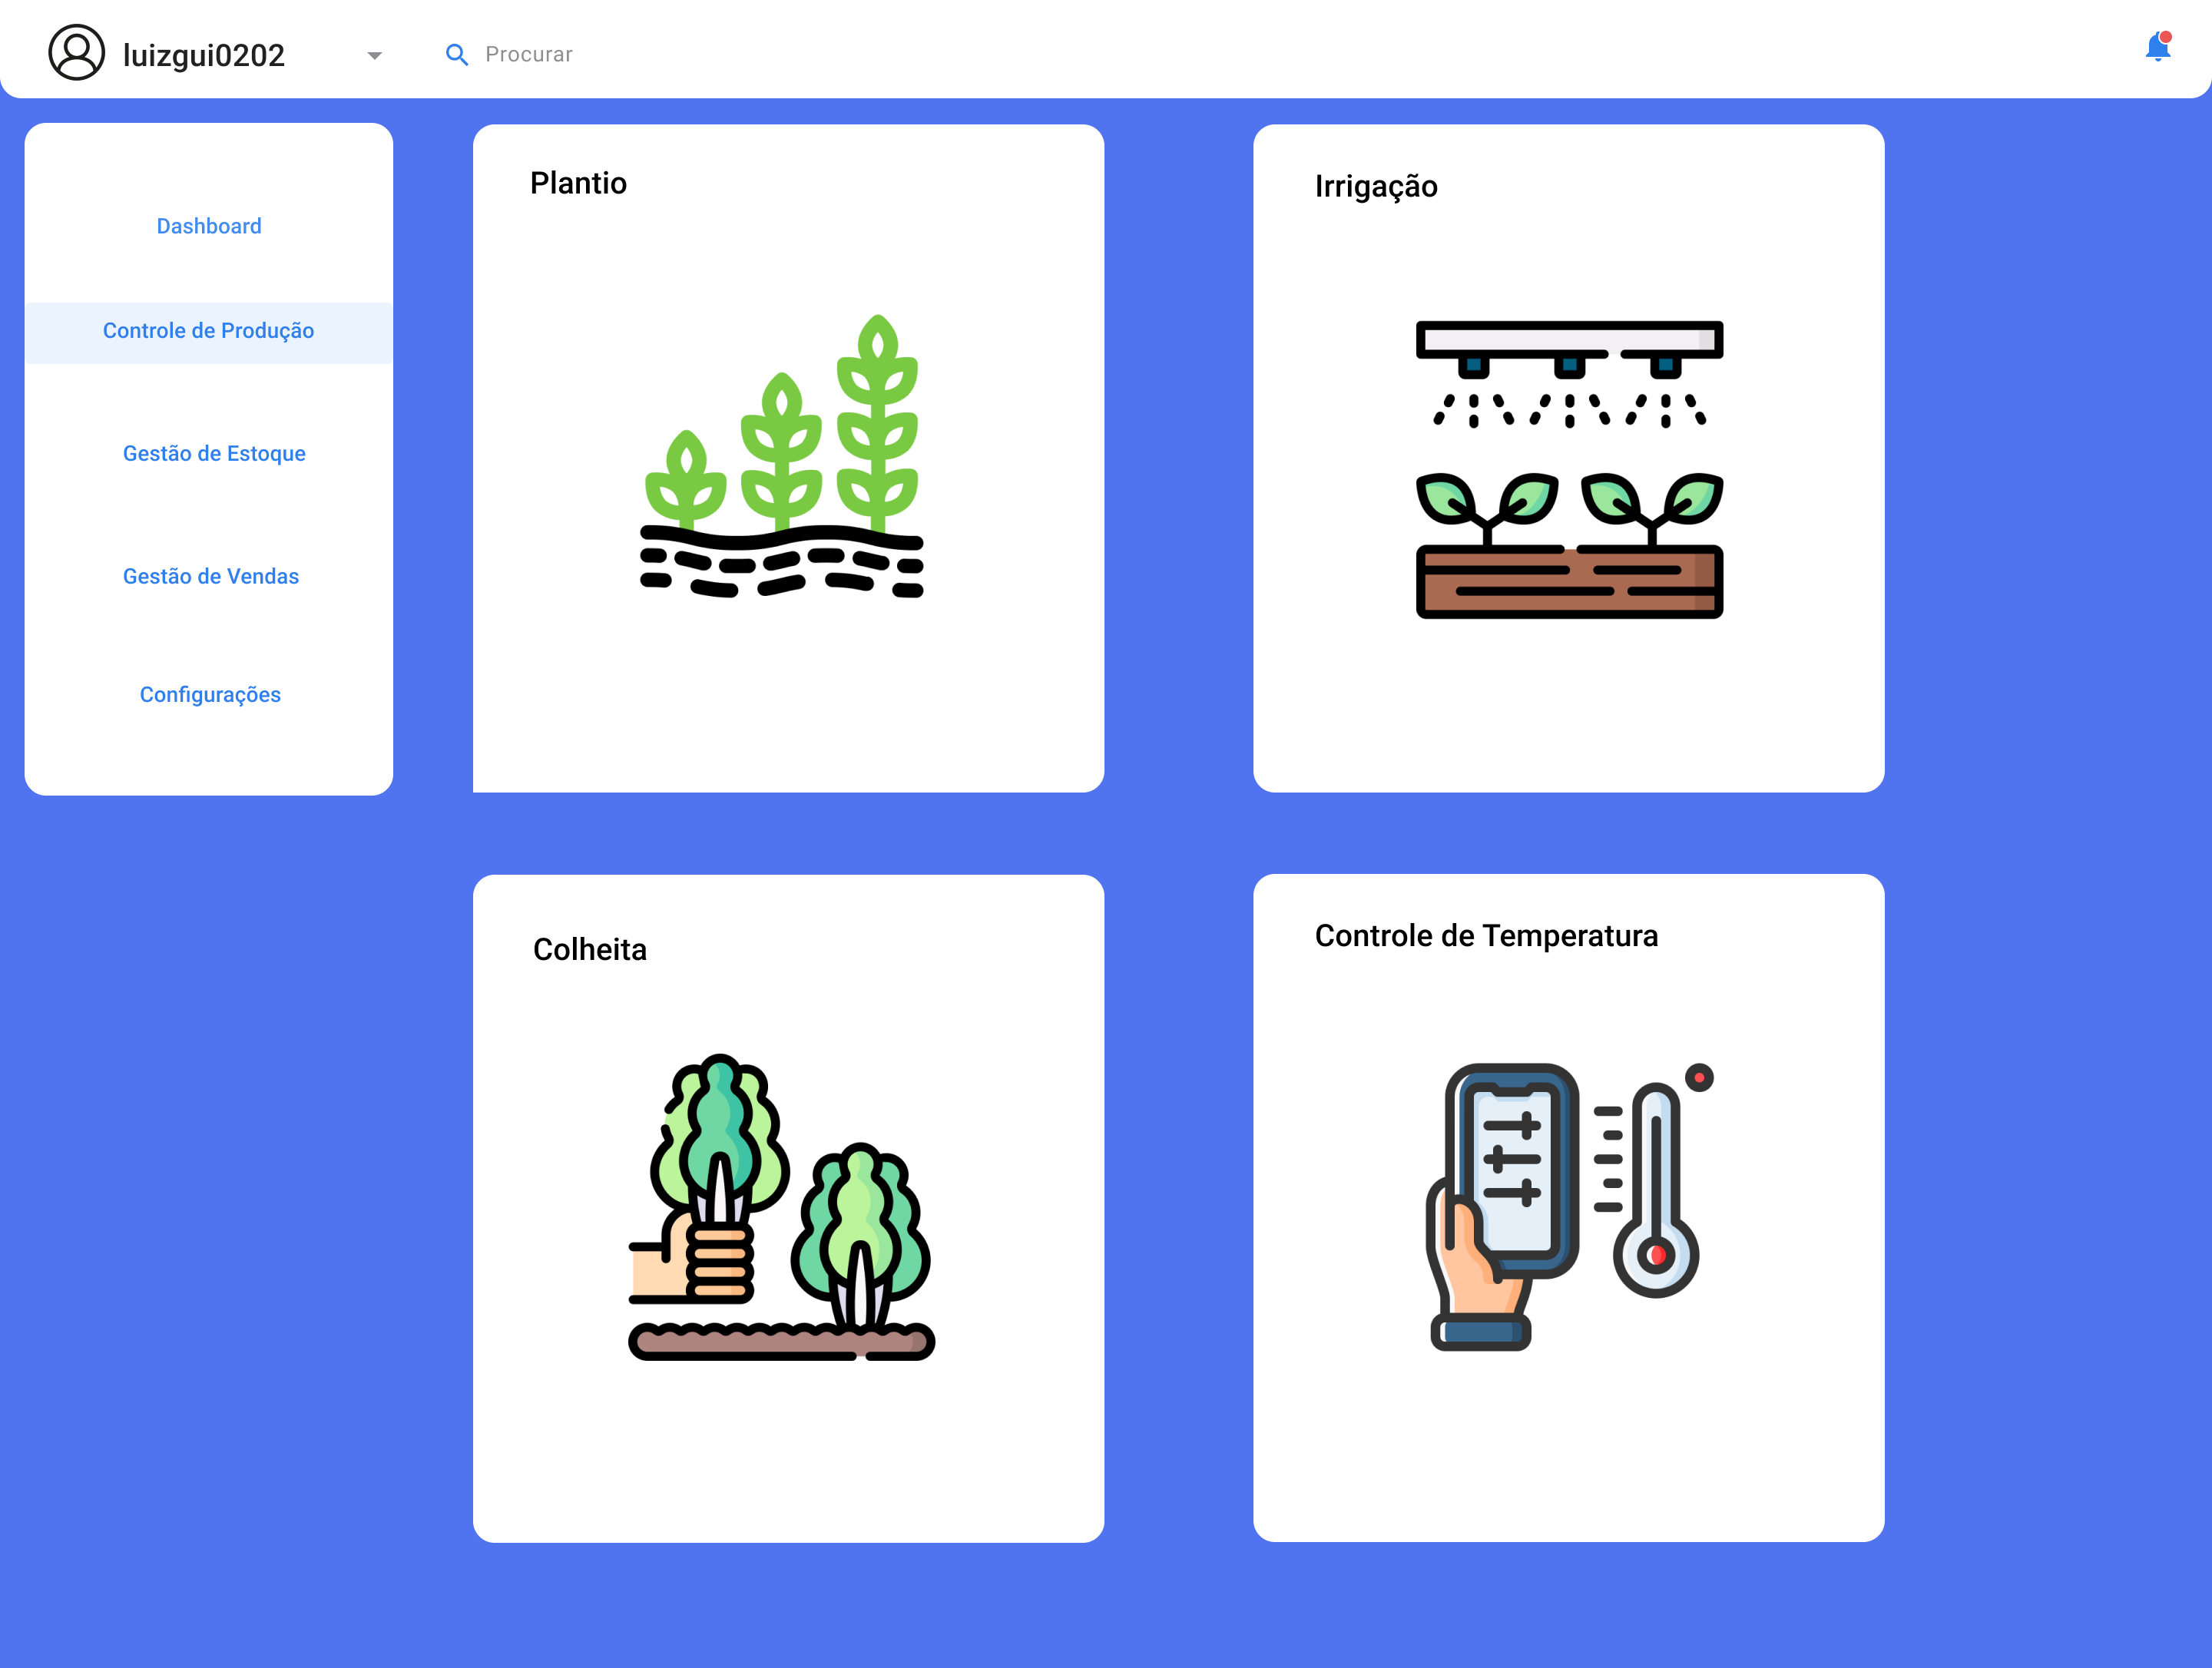 luizgui0202
Procurar
Dashboard
Controle de Produção
Gestão de Estoque
Gestão de Vendas
Configurações
Plantio
Irrigação
Colheita
Controle de Temperatura